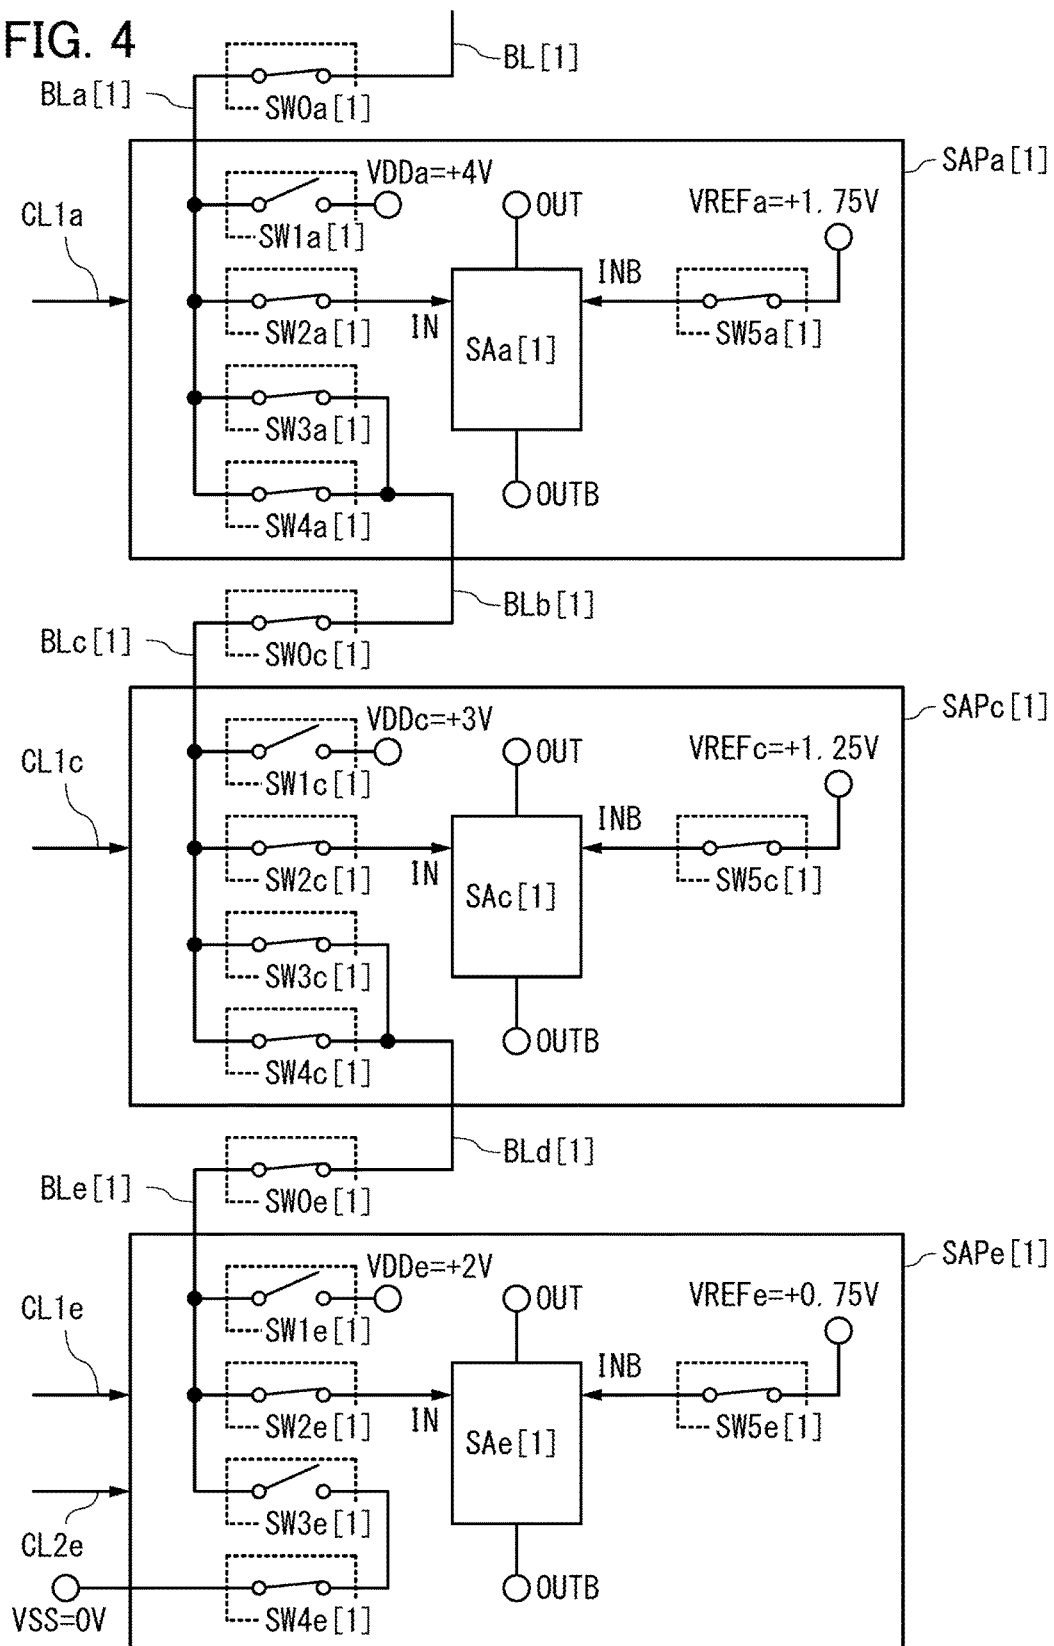 FIG. 4
BL[1]
BLa[1]
SW0a[1]
SAPa[1]
VDDa=+4V
OUT
VREFa=+1.75V
CL1a
SW1a[1]
INB
SW2a[1]
IN
SAa[1]
SW5a[1]
SW3a[1]
OUTB
SW4a[1]
BLb[1]
BLc[1]
SW0c[1]
SAPc[1]
VDDc=+3V
OUT
VREFc=+1.25V
CL1c
SW1c[1]
INB
SW2c[1]
IN
SAc[1]
SW5c[1]
SW3c[1]
OUTB
SW4c[1]
BLd[1]
BLe[1]
SW0e[1]
SAPe[1]
VDDe=+2V
OUT
VREFe=+0.75V
CL1e
SW1e[1]
INB
SW2e[1]
IN
SAe[1]
SW5e[1]
SW3e[1]
CL2e
OUTB
VSS=0V
SW4e[1]